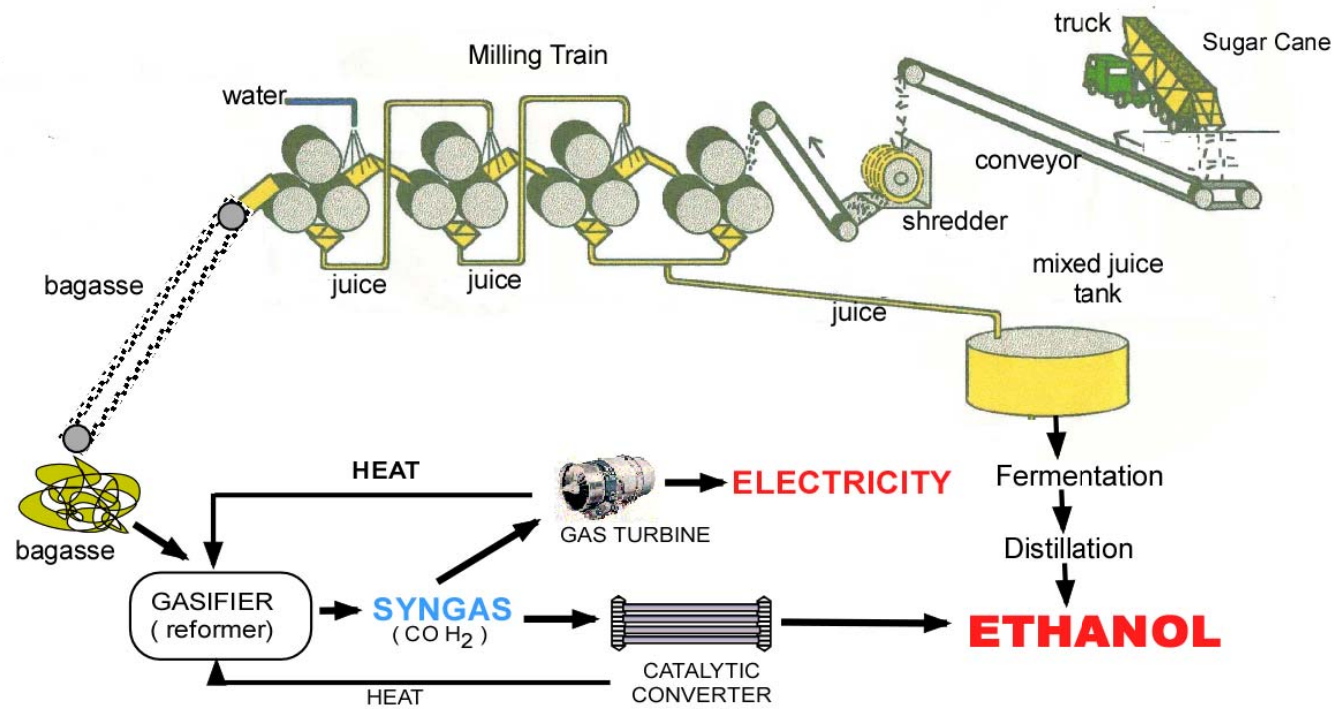 truck
Sugar Cane
Milling Train
water
conveyor
shredder
bagasse
juice
juice
juice
mixed juice
tank
HEAT
ELECTRICITY
Fermentation
GAS TURBINE
bagasse
Distillation
GASIFIER
( reformer)
SYNGAS
( CO H2 )
ETHANOL
CATALYTIC
CONVERTER
HEAT